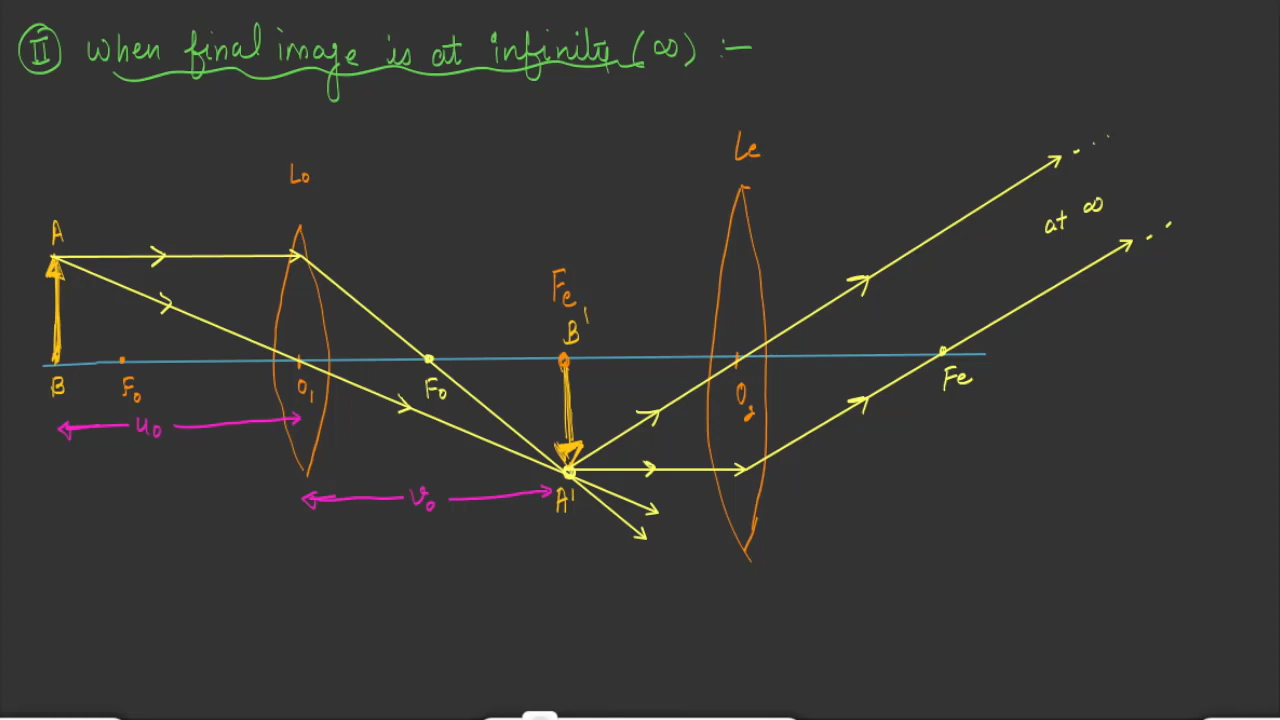 II when final image is at infinity (∞) :-
Le
Lo
A
at ∞
Fe
B'
B
Fo
O1
Fo
O2
Fe
uo
vo
A'